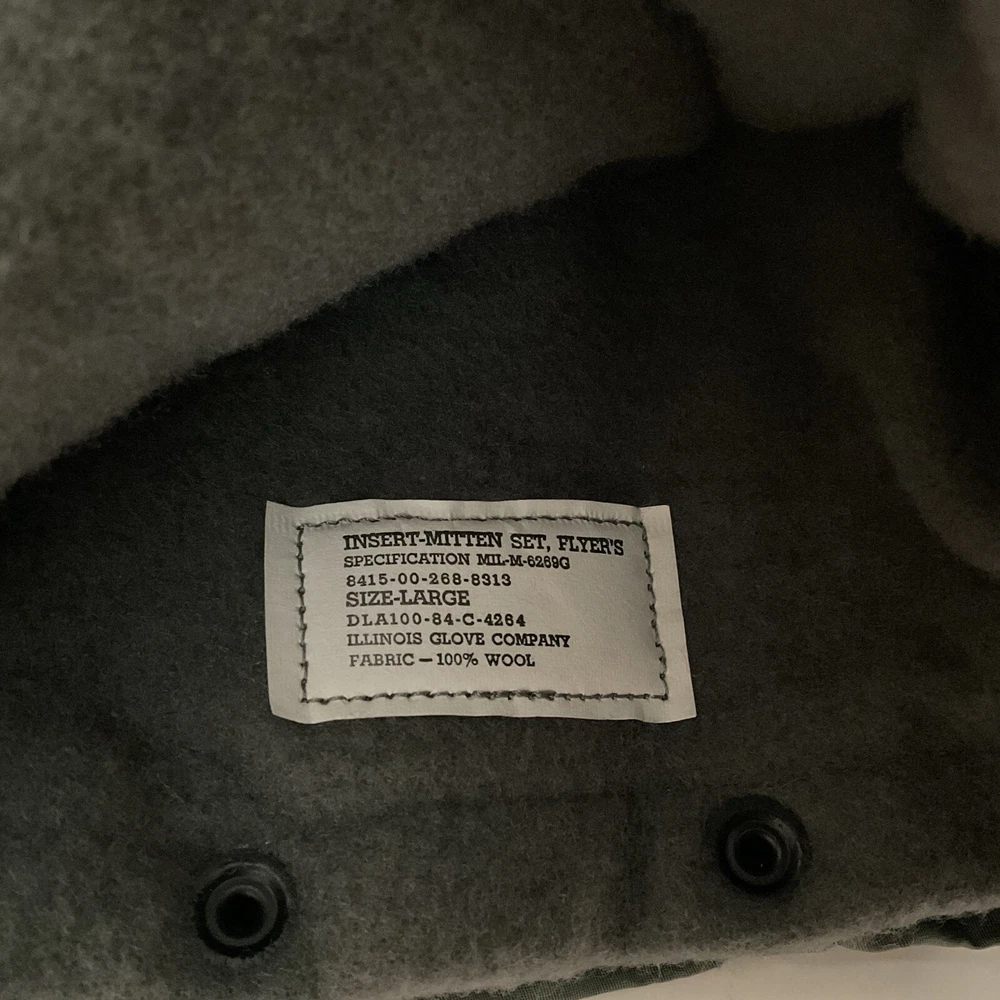 INSERT-MITTEN SET, FLYER'S
SPECIFICATION MIL-M-6269G
8415-00-268-8313
SIZE-LARGE
DLA100-84-C-4264
ILLINOIS GLOVE COMPANY
FABRIC — 100% WOOL